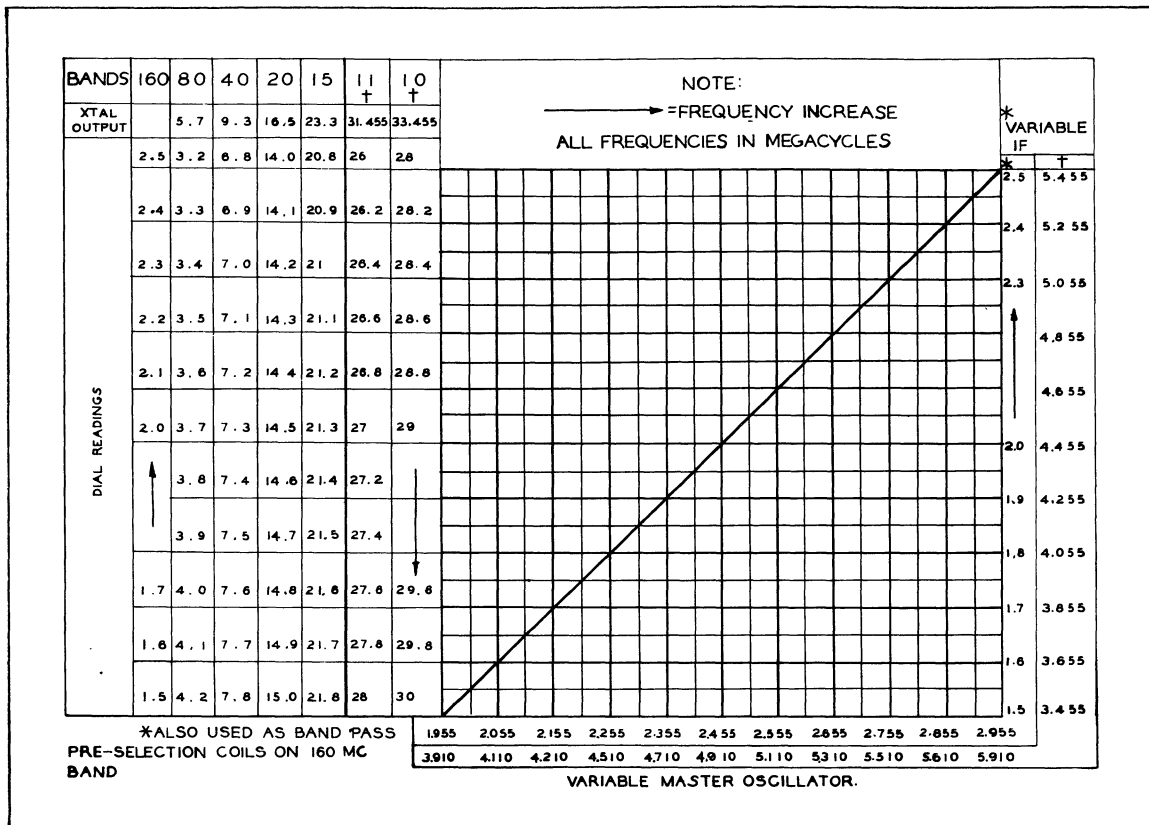 BANDS 160 80 40 20 15 11 † 10 †
XTAL OUTPUT 5.7 9.3 16.5 23.3 31.455 33.455
NOTE:
=FREQUENCY INCREASE
ALL FREQUENCIES IN MEGACYCLES
* VARIABLE IF
* †
DIAL READINGS
2.5 3.2 6.8 14.0 20.8 26 28 2.5 5.455
2.4 3.3 6.9 14.1 20.9 26.2 28.2 2.4 5.255
2.3 3.4 7.0 14.2 21 26.4 28.4 2.3 5.055
2.2 3.5 7.1 14.3 21.1 26.6 28.6 4.855
2.1 3.6 7.2 14.4 21.2 26.8 28.8 4.655
2.0 3.7 7.3 14.5 21.3 27 29 2.0 4.455
3.8 7.4 14.6 21.4 27.2 1.9 4.255
3.9 7.5 14.7 21.5 27.4 1.8 4.055
1.7 4.0 7.6 14.8 21.6 27.6 29.6 1.7 3.855
1.6 4.1 7.7 14.9 21.7 27.8 29.8 1.6 3.655
1.5 4.2 7.8 15.0 21.8 28 30 1.5 3.455
*ALSO USED AS BAND PASS
PRE-SELECTION COILS ON 160 MC
BAND
1.955 2.055 2.155 2.255 2.355 2.455 2.555 2.655 2.755 2.855 2.955
3.910 4.110 4.210 4.510 4.710 4.910 5.110 5.310 5.510 5.610 5.910
VARIABLE MASTER OSCILLATOR.